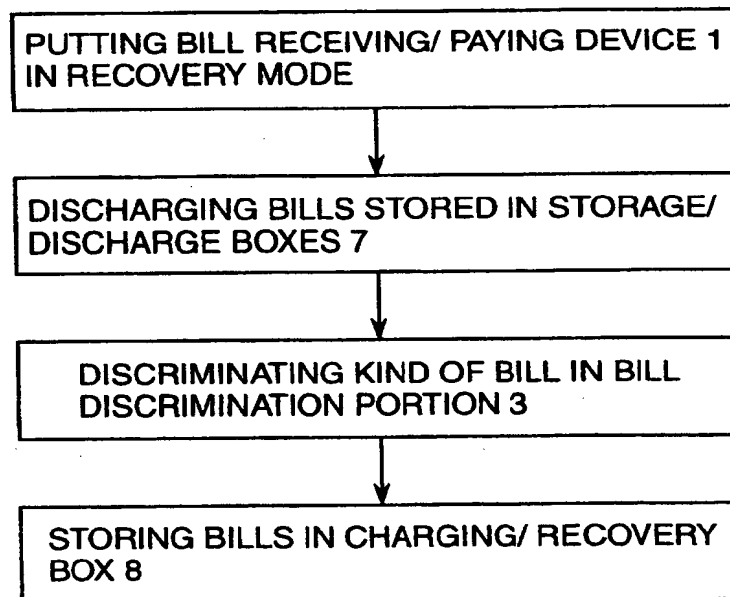 PUTTING BILL RECEIVING/ PAYING DEVICE 1
IN RECOVERY MODE
DISCHARGING BILLS STORED IN STORAGE/
DISCHARGE BOXES 7
DISCRIMINATING KIND OF BILL IN BILL
DISCRIMINATION PORTION 3
STORING BILLS IN CHARGING/ RECOVERY
BOX 8